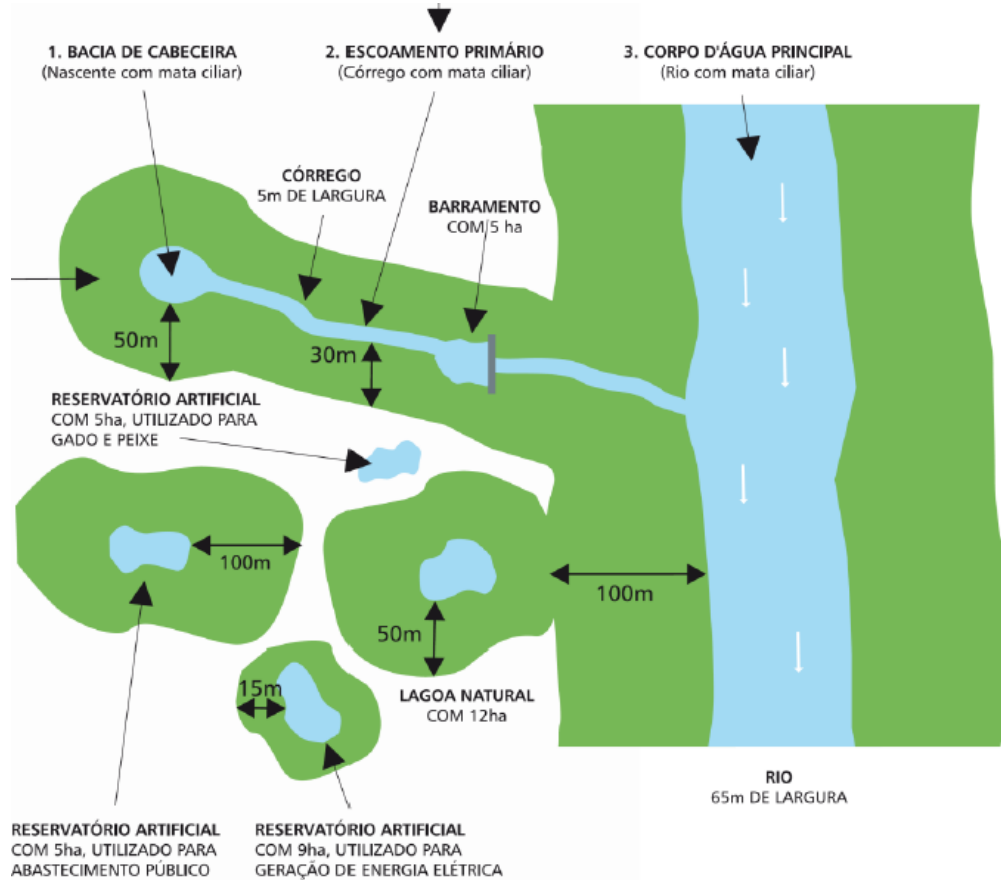 1. BACIA DE CABECEIRA
(Nascente com mata ciliar)
2. ESCOAMENTO PRIMÁRIO
(Córrego com mata ciliar)
3. CORPO D'ÁGUA PRINCIPAL
(Rio com mata ciliar)
CÓRREGO
5m DE LARGURA
BARRAMENTO
COM 5 ha
50m
30m
RESERVATÓRIO ARTIFICIAL
COM 5ha, UTILIZADO PARA
GADO E PEIXE
100m
100m
50m
15m
LAGOA NATURAL
COM 12ha
RIO
65m DE LARGURA
RESERVATÓRIO ARTIFICIAL
COM 5ha, UTILIZADO PARA
ABASTECIMENTO PÚBLICO
RESERVATÓRIO ARTIFICIAL
COM 9ha, UTILIZADO PARA
GERAÇÃO DE ENERGIA ELÉTRICA